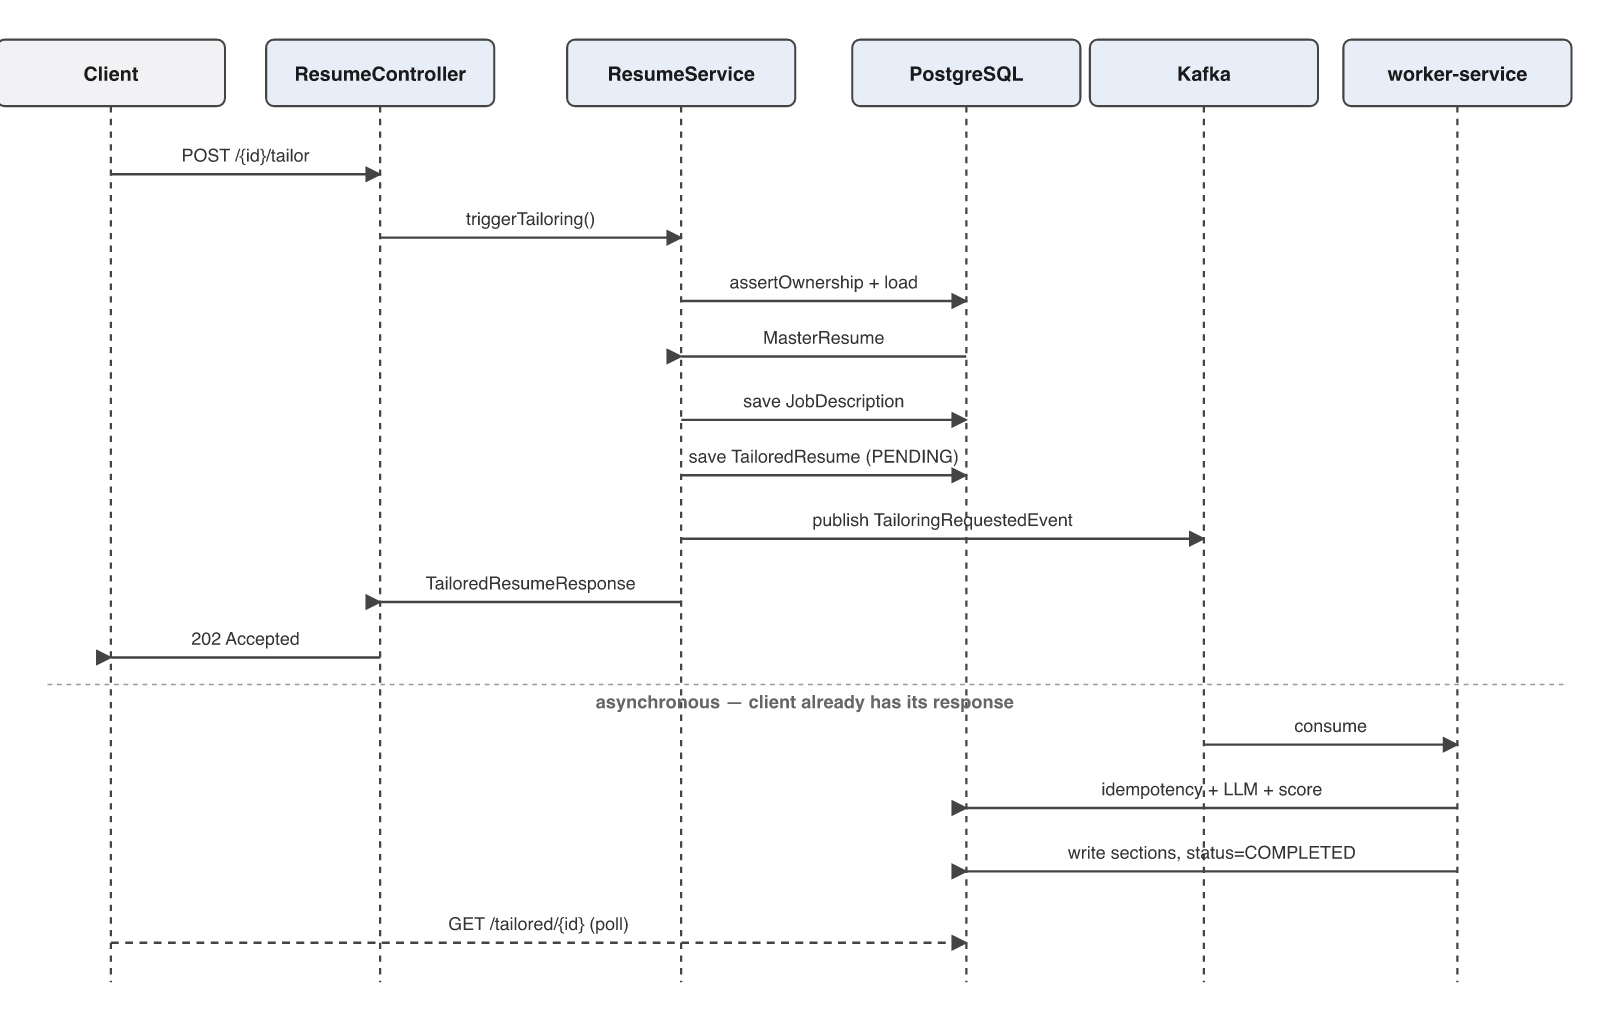 Client
ResumeController
ResumeService
PostgreSQL
Kafka
worker-service
POST /{id}/tailor
triggerTailoring()
assertOwnership + load
MasterResume
save JobDescription
save TailoredResume (PENDING)
publish TailoringRequestedEvent
TailoredResumeResponse
202 Accepted
asynchronous — client already has its response
consume
idempotency + LLM + score
write sections, status=COMPLETED
GET /tailored/{id} (poll)